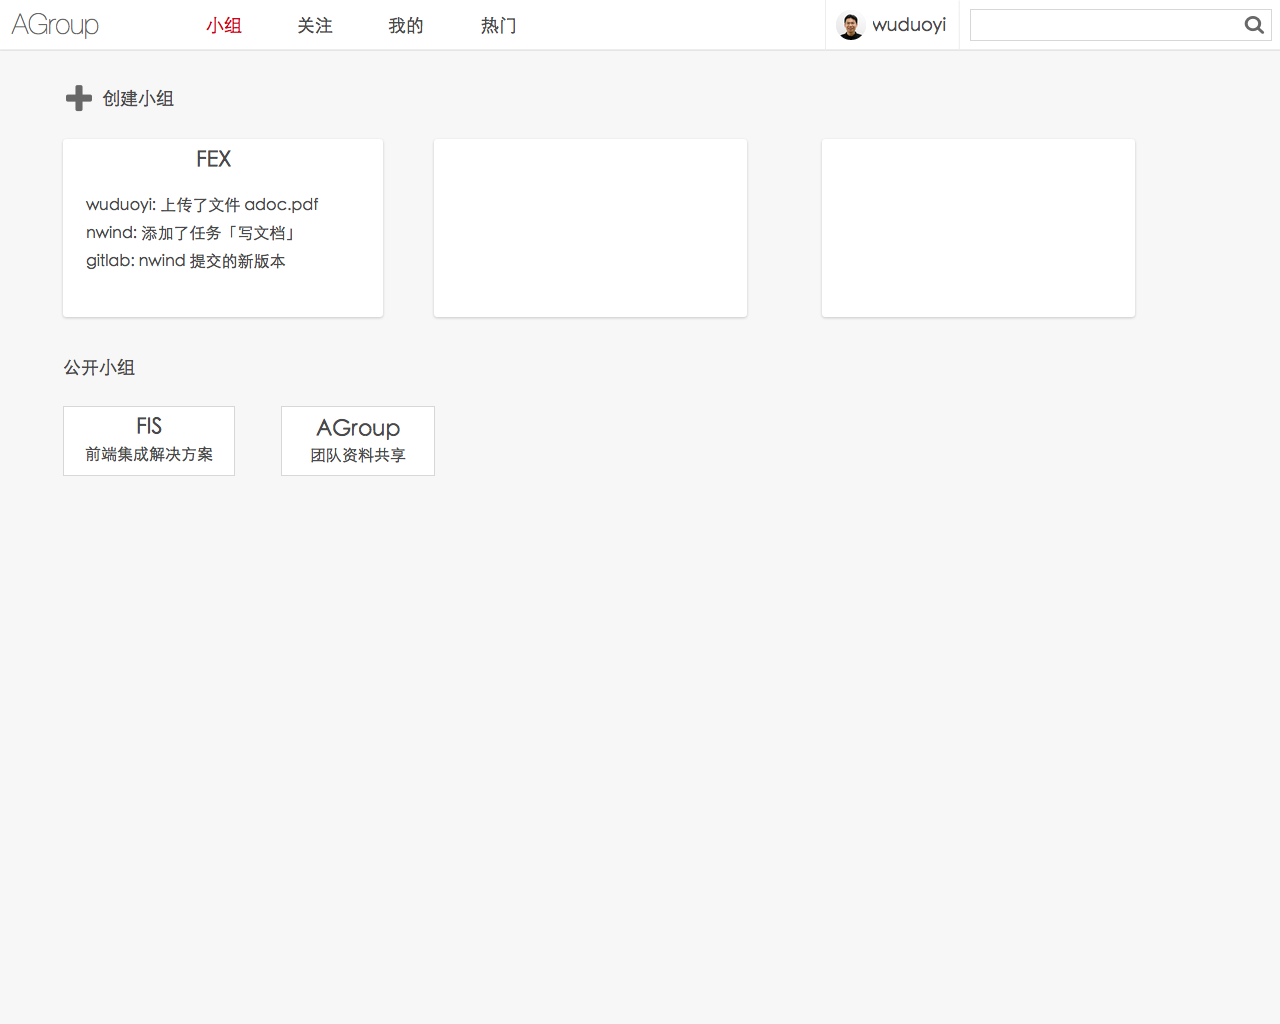 AGroup
小组
关注
我的
热门
wuduoyi
创建小组
FEX
wuduoyi: 上传了文件 adoc.pdf
nwind: 添加了任务「写文档」
gitlab: nwind 提交的新版本
公开小组
FIS
前端集成解决方案
AGroup
团队资料共享